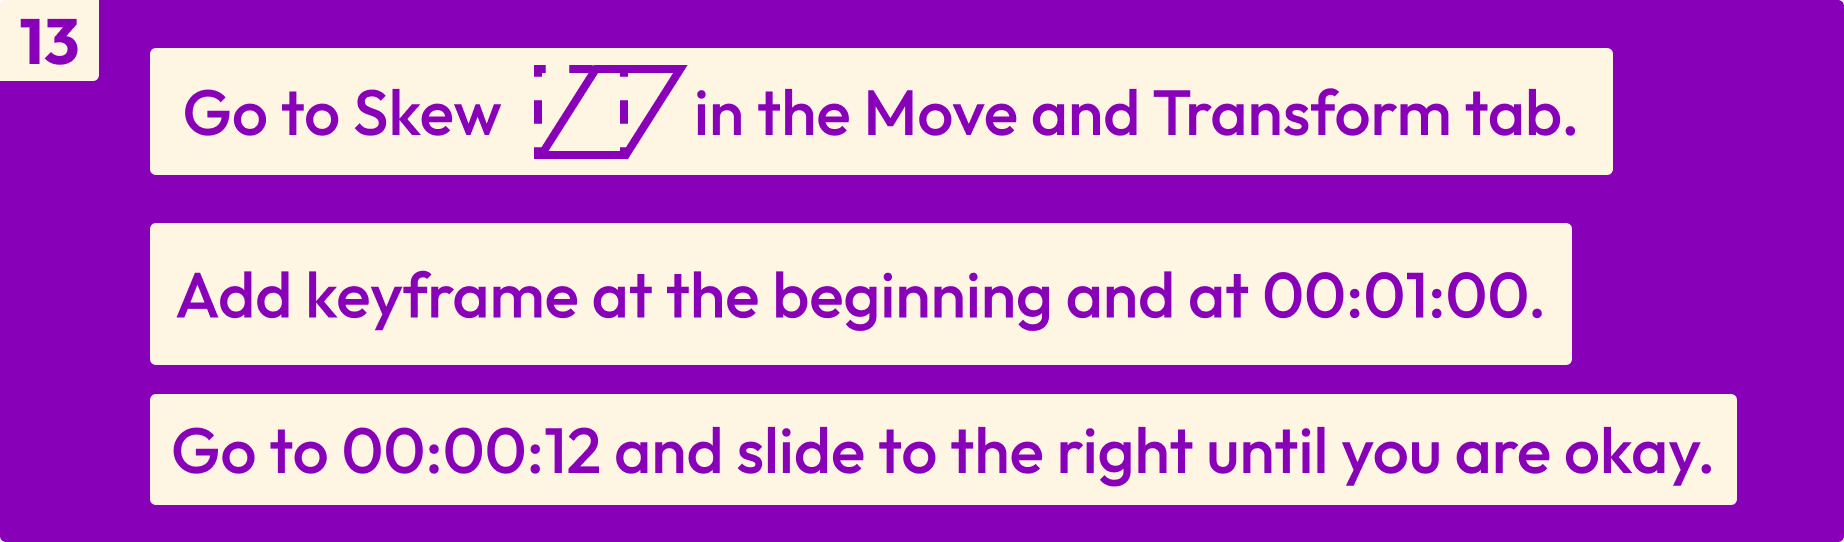 13
Go to Skew in the Move and Transform tab.
Add keyframe at the beginning and at 00:01:00.
Go to 00:00:12 and slide to the right until you are okay.